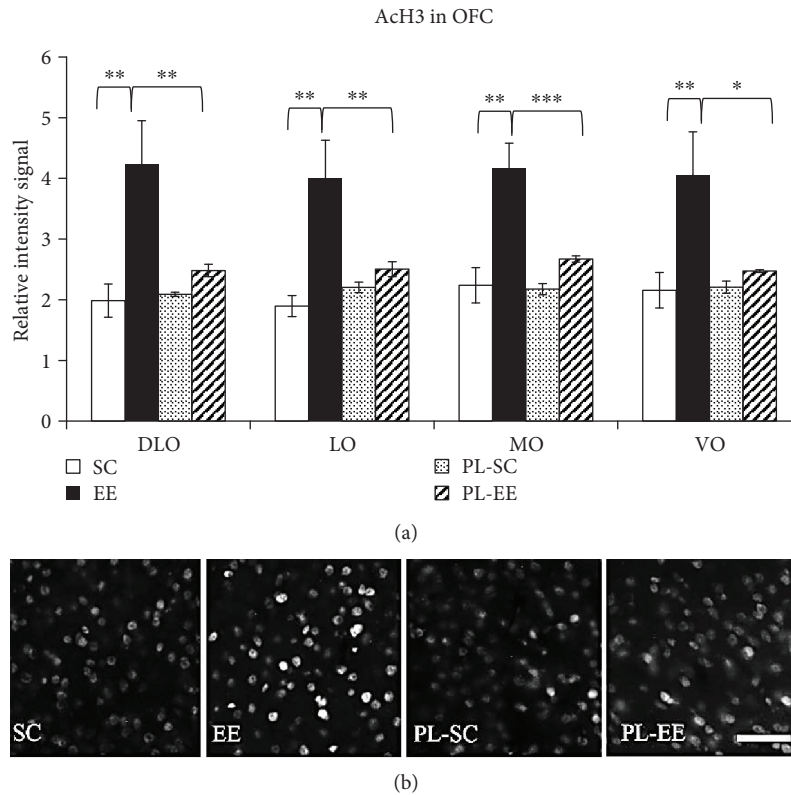 AcH3 in OFC
Relative intensity signal
6
5
4
3
2
1
0
** **
** **
** ***
** *
DLO LO MO VO
SC PL-SC
EE PL-EE
(a)
SC EE PL-SC PL-EE
(b)